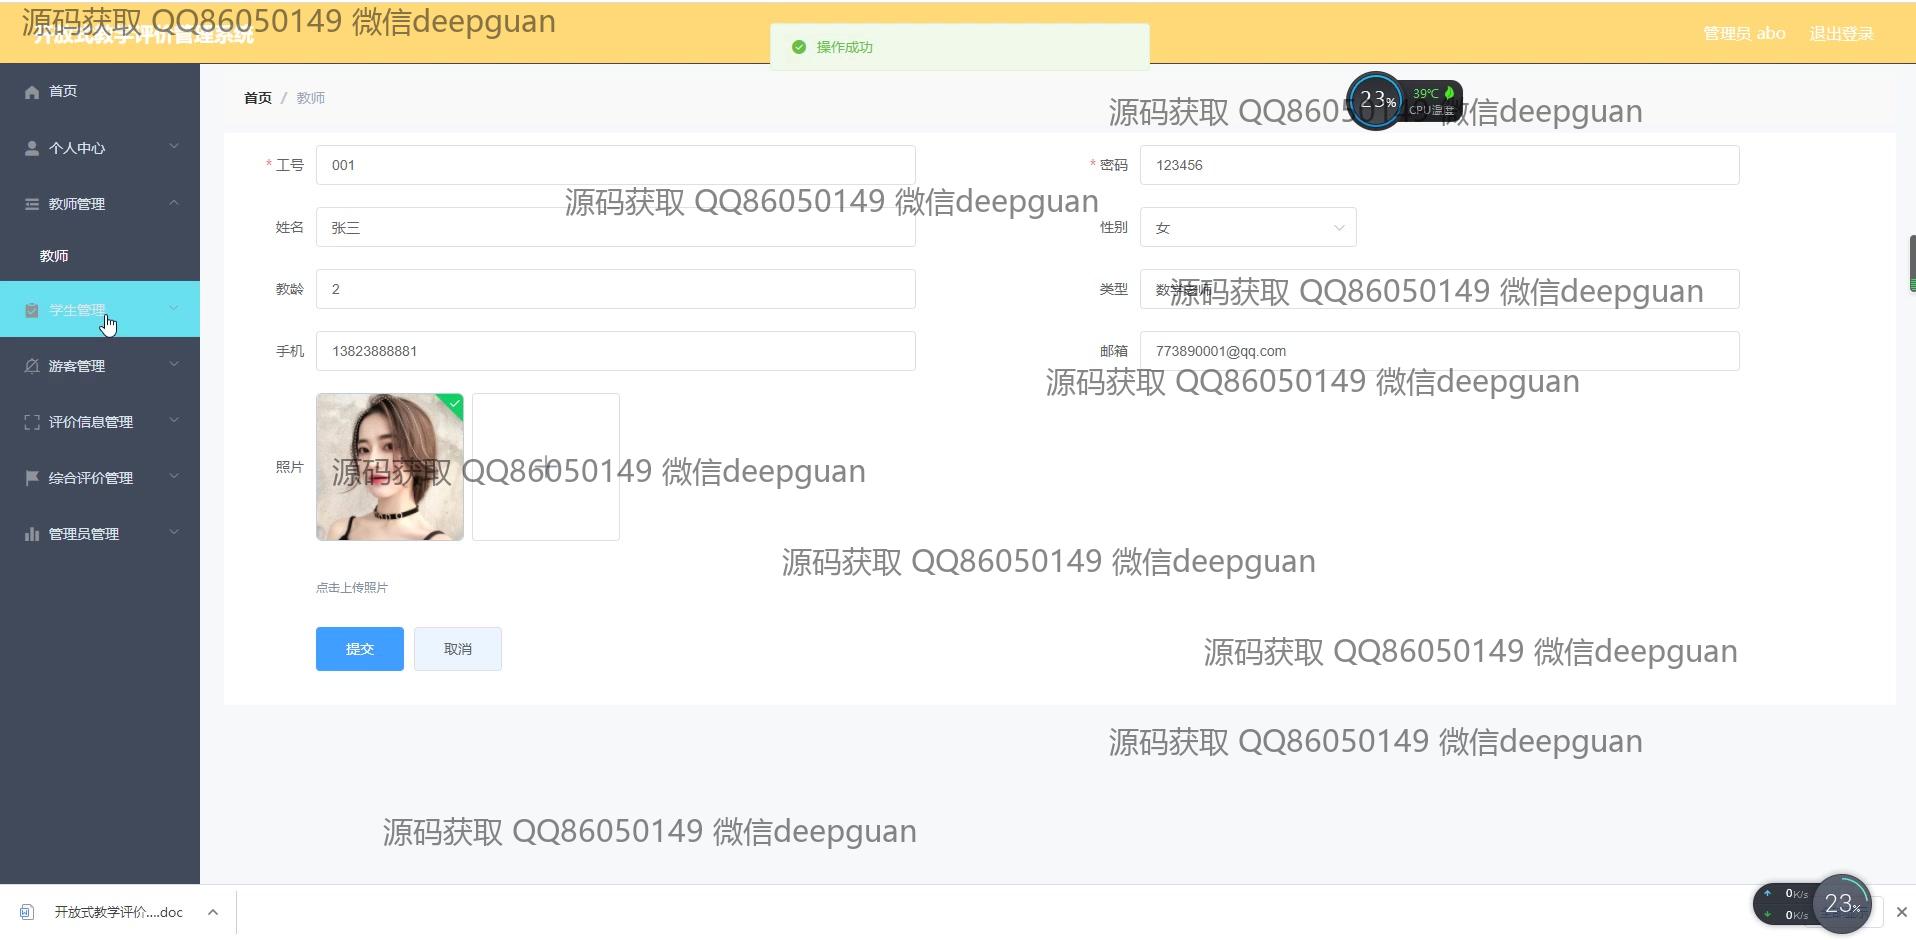 源码获取 QQ86050149 微信deepguan
开放式教学评价管理系统
操作成功
管理员 abo
退出登录
首页
个人中心
教师管理
教师
学生管理
游客管理
评价信息管理
综合评价管理
管理员管理
首页 / 教师
源码获取 QQ86050149 微信deepguan
23%
39℃
CPU温度
* 工号 001
* 密码 123456
源码获取 QQ86050149 微信deepguan
姓名 张三
性别 女
教龄 2
类型 数学老师
源码获取 QQ86050149 微信deepguan
手机 13823888881
邮箱 773890001@qq.com
源码获取 QQ86050149 微信deepguan
照片
源码获取 QQ86050149 微信deepguan
源码获取 QQ86050149 微信deepguan
点击上传照片
提交
取消
源码获取 QQ86050149 微信deepguan
源码获取 QQ86050149 微信deepguan
源码获取 QQ86050149 微信deepguan
开放式教学评价....doc
0K/s
0K/s
23%